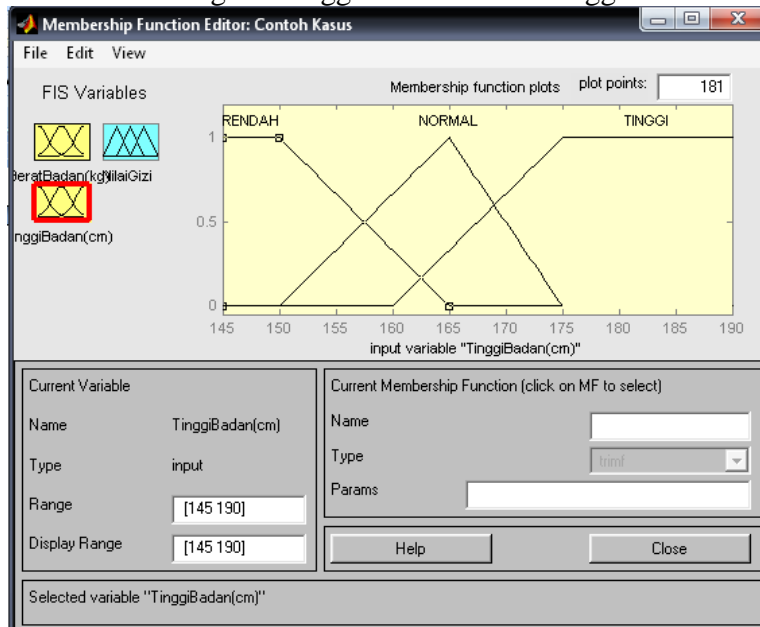 Membership Function Editor: Contoh Kasus
File Edit View
FIS Variables
Membership function plots plot points: 181
RENDAH NORMAL TINGGI
1
0.5
0
BeratBadan(kg) NilaiGizi
nggiBadan(cm)
145 150 155 160 165 170 175 180 185 190
input variable "TinggiBadan(cm)"
Current Variable
Name TinggiBadan(cm)
Type input
Range [145 190]
Display Range [145 190]
Current Membership Function (click on MF to select)
Name
Type trimf
Params
Help Close
Selected variable "TinggiBadan(cm)"